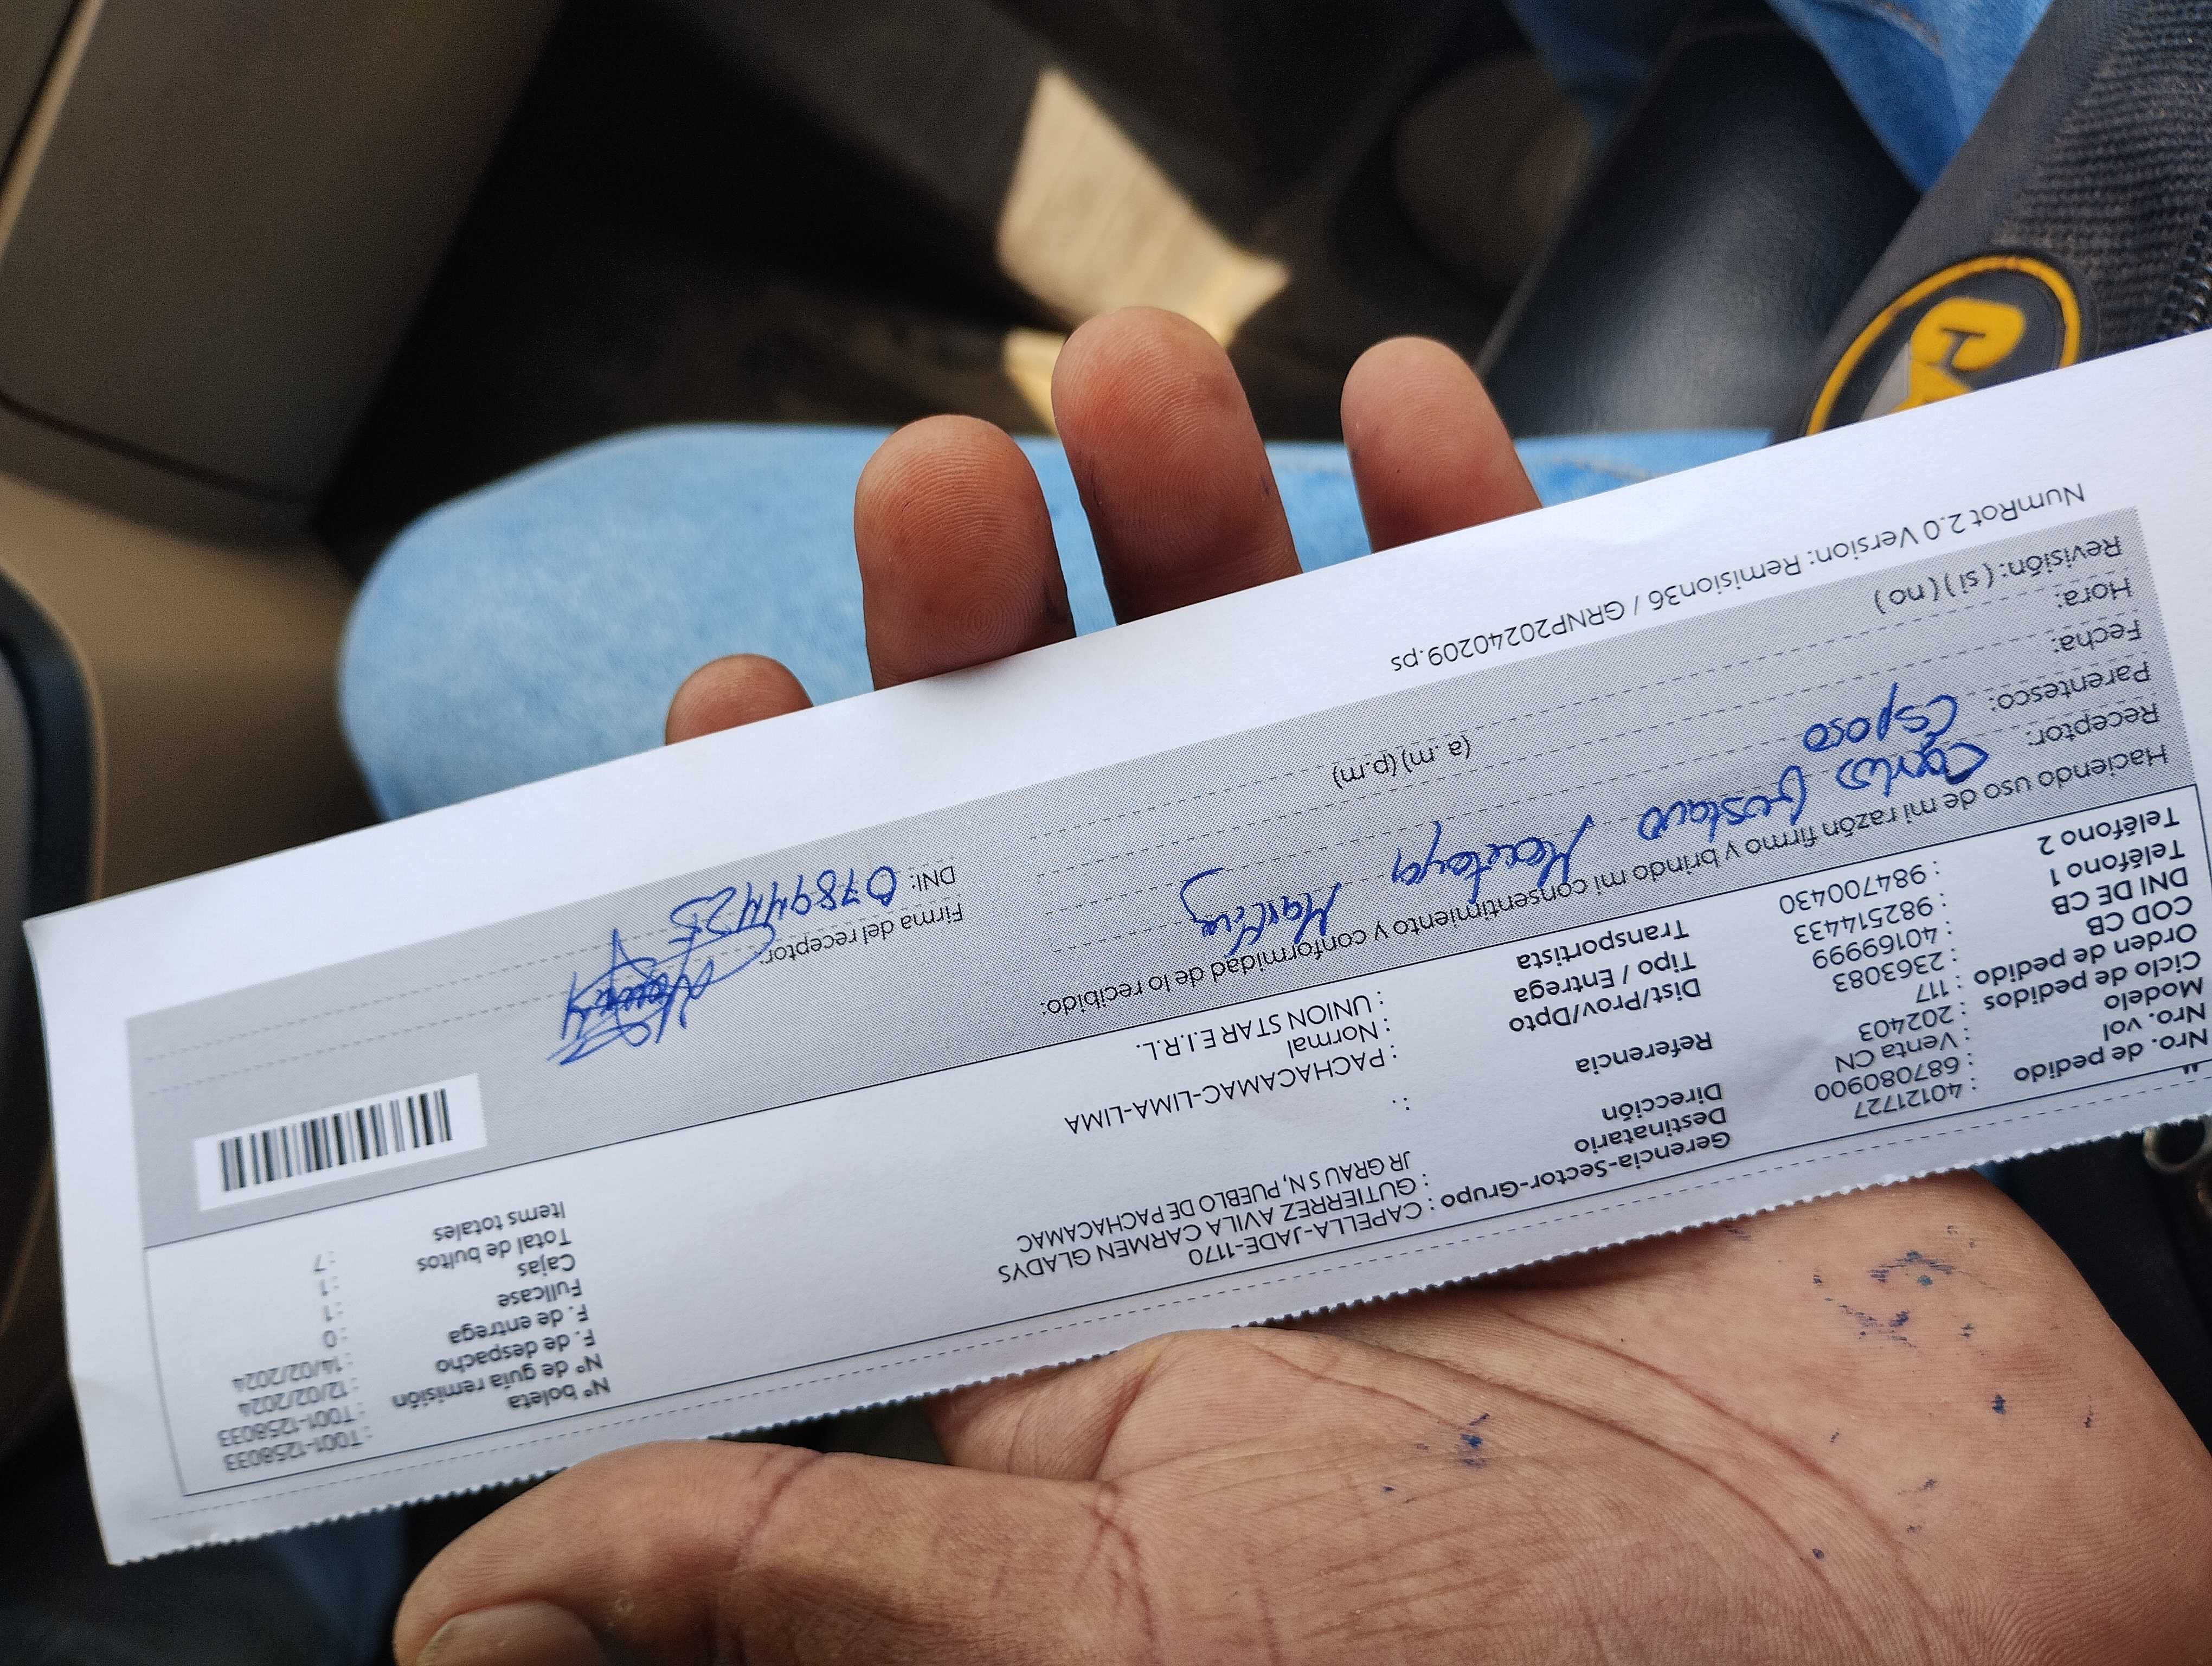 Nro. de pedido : 40121727
Nro. vol : 687080900
Modelo : Venta CN
Ciclo de pedidos : 202403
Orden de pedido : 117
COD CB : 2363083
DNI DE CB : 40169999
Teléfono 1 : 982514433
Teléfono 2 : 984700430
Gerencia-Sector-Grupo : CAPELLA-JADE-1170
Destinatario : GUTIERREZ AVILA CARMEN GLADYS
Dirección : JR GRAU S N, PUEBLO DE PACHACAMAC
Referencia : .
Dist/Prov/Dpto : PACHACAMAC-LIMA-LIMA
Tipo / Entrega : Normal
Transportista : UNION STAR E.I.R.L.
Nº boleta : T001-1258033
Nº de guía remisión : T001-1258033
F. de despacho : 12/02/2024
F. de entrega : 14/02/2024
Fullcase : 0
Cajas : 1
Total de bultos : 1
Items totales : 7
Haciendo uso de mi razón firmo y brindo mi consentimiento y conformidad de lo recibido:
Receptor: Carlos Gustavo
Parentesco: Esposo
Fecha:
Hora: (a. m) (p.m)
Revisión: ( si ) ( no )
Firma del receptor:
DNI: 07894425
NumRot 2.0 Version: Remision36 / GRNP20240209.ps
CA